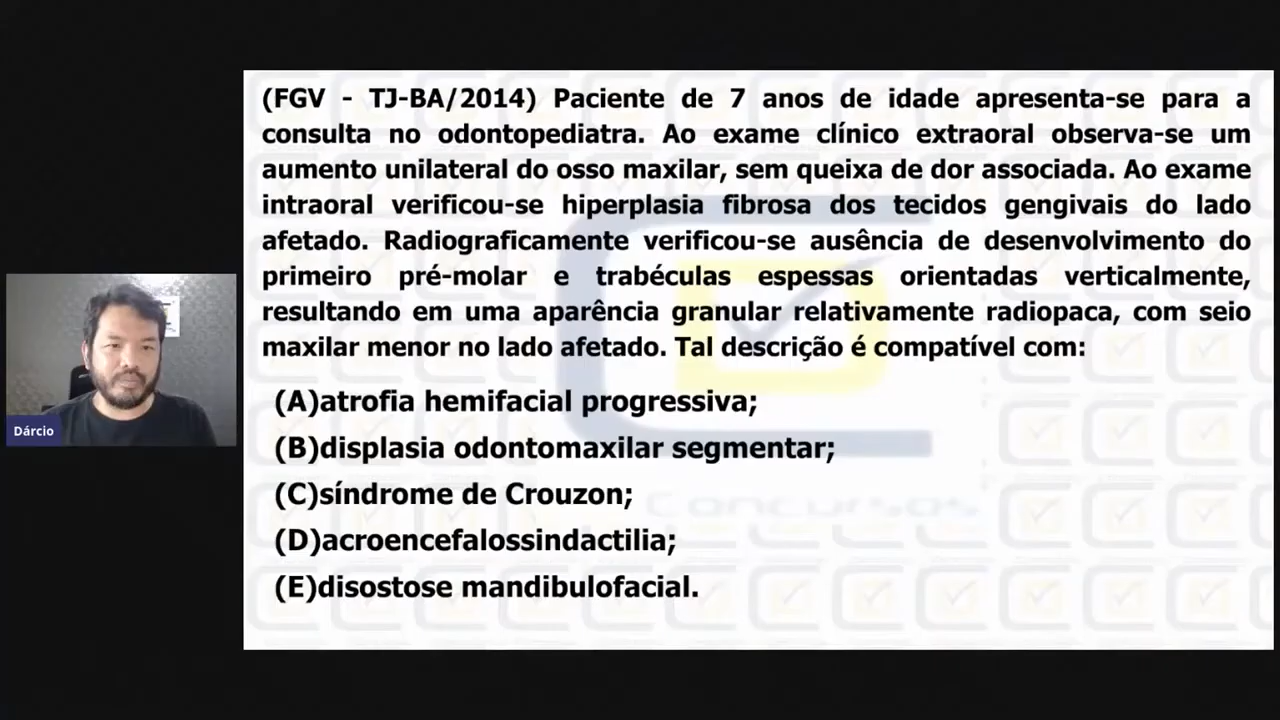 (FGV - TJ-BA/2014) Paciente de 7 anos de idade apresenta-se para a
consulta no odontopediatra. Ao exame clínico extraoral observa-se um
aumento unilateral do osso maxilar, sem queixa de dor associada. Ao exame
intraoral verificou-se hiperplasia fibrosa dos tecidos gengivais do lado
afetado. Radiograficamente verificou-se ausência de desenvolvimento do
primeiro pré-molar e trabéculas espessas orientadas verticalmente,
resultando em uma aparência granular relativamente radiopaca, com seio
maxilar menor no lado afetado. Tal descrição é compatível com:
(A)atrofia hemifacial progressiva;
(B)displasia odontomaxilar segmentar;
(C)síndrome de Crouzon;
(D)acroencefalossindactilia;
(E)disostose mandibulofacial.
Dárcio
Concursos